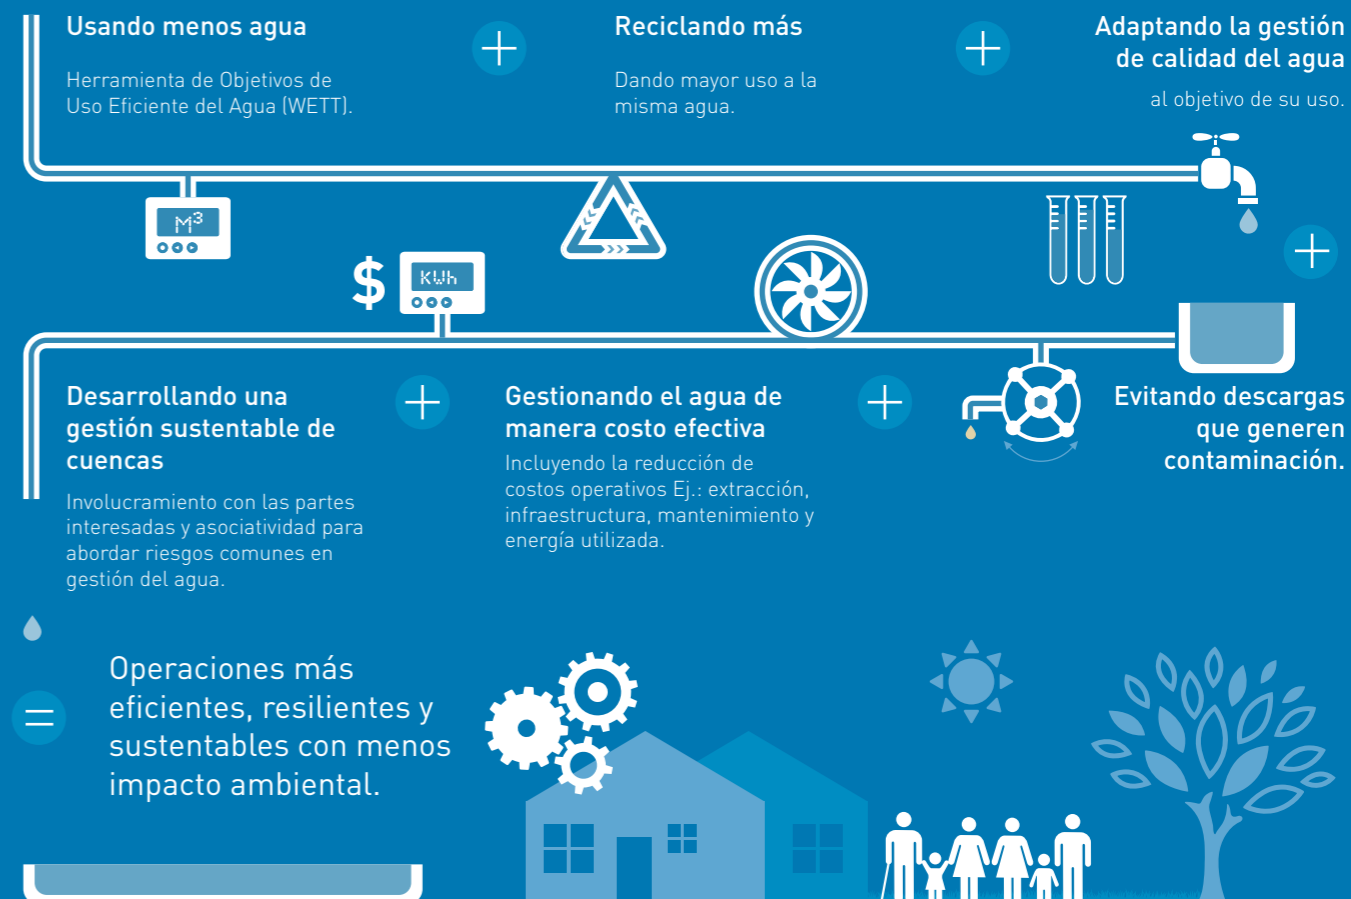 Usando menos agua
Herramienta de Objetivos de
Uso Eficiente del Agua (WETT).
Reciclando más
Dando mayor uso a la
misma agua.
Adaptando la gestión
de calidad del agua
al objetivo de su uso.
M³
$
KWh
Desarrollando una
gestión sustentable de
cuencas
Involucramiento con las partes
interesadas y asociatividad para
abordar riesgos comunes en
gestión del agua.
Gestionando el agua de
manera costo efectiva
Incluyendo la reducción de
costos operativos Ej.: extracción,
infraestructura, mantenimiento y
energía utilizada.
Evitando descargas
que generen
contaminación.
Operaciones más
eficientes, resilientes y
sustentables con menos
impacto ambiental.